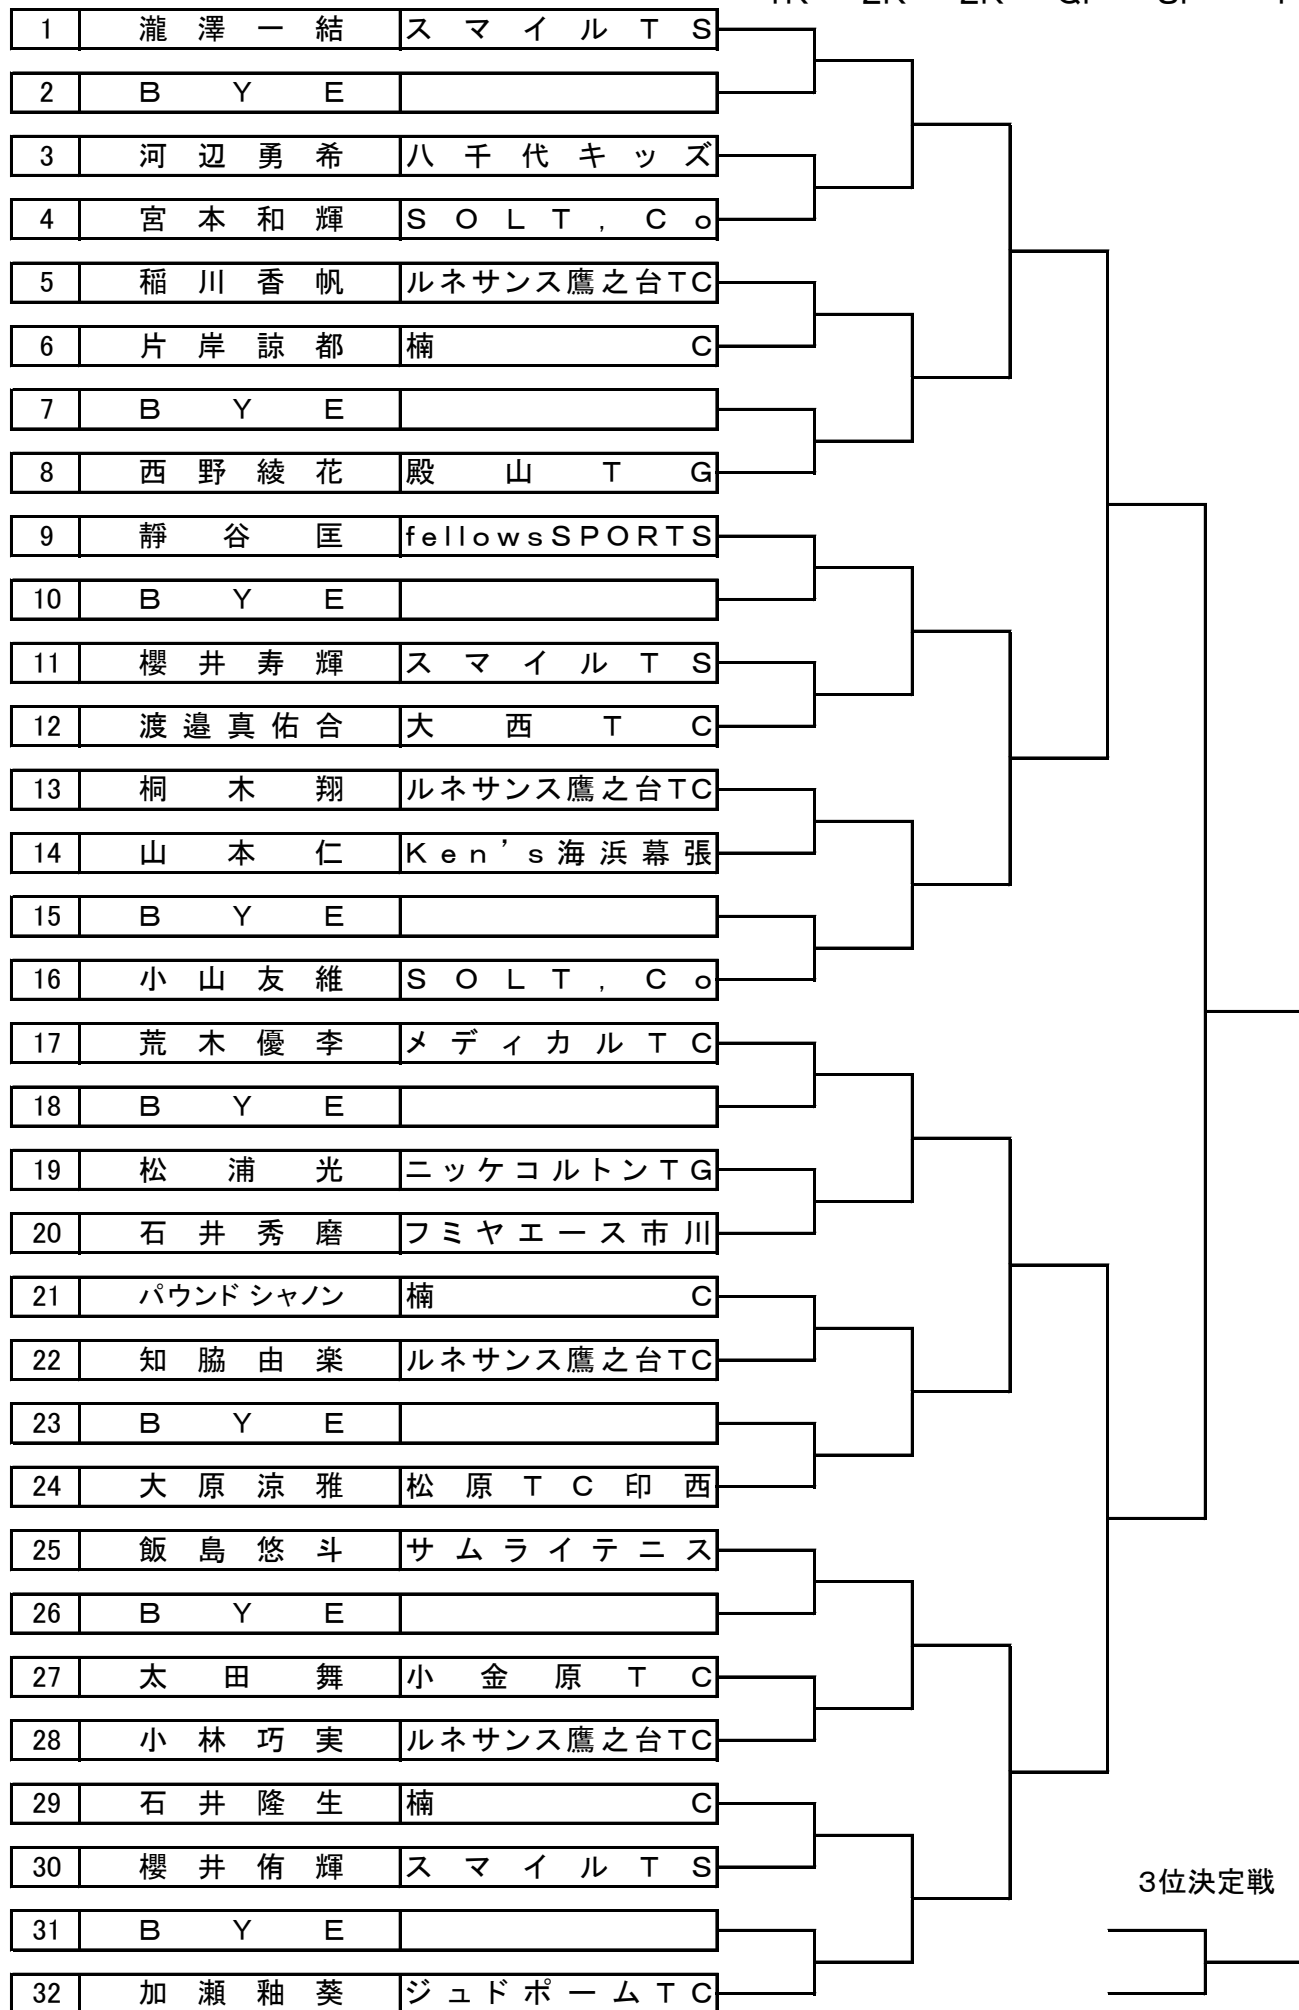 1 瀧澤一結 スマイルTS
2 BYE
3 河辺勇希 八千代キッズ
4 宮本和輝 SOLT,Co
5 稲川香帆 ルネサンス鷹之台TC
6 片岸諒都 楠C
7 BYE
8 西野綾花 殿山TG
9 靜谷匡 fellowsSPORTS
10 BYE
11 櫻井寿輝 スマイルTS
12 渡邉真佑合 大西TC
13 桐木翔 ルネサンス鷹之台TC
14 山本仁 Ken's海浜幕張
15 BYE
16 小山友維 SOLT,Co
17 荒木優李 メディカルTC
18 BYE
19 松浦光 ニッケコルトンTG
20 石井秀磨 フミヤエース市川
21 パウンド シャノン 楠C
22 知脇由楽 ルネサンス鷹之台TC
23 BYE
24 大原涼雅 松原TC印西
25 飯島悠斗 サムライテニス
26 BYE
27 太田舞 小金原TC
28 小林巧実 ルネサンス鷹之台TC
29 石井隆生 楠C
30 櫻井侑輝 スマイルTS
3位決定戦
31 BYE
32 加瀬釉葵 ジュドポームTC